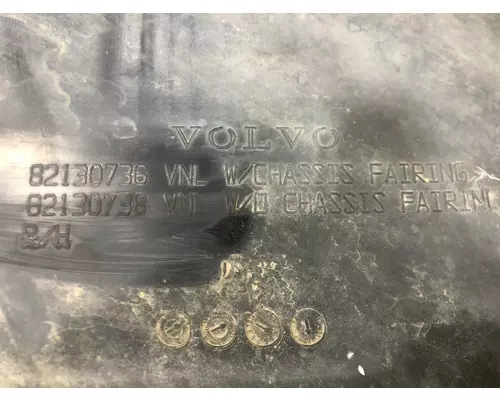 VOLVO
82130736 VNL W/CHASSIS FAIRING
82130738 VNL W/O CHASSIS FAIRIN
R/H